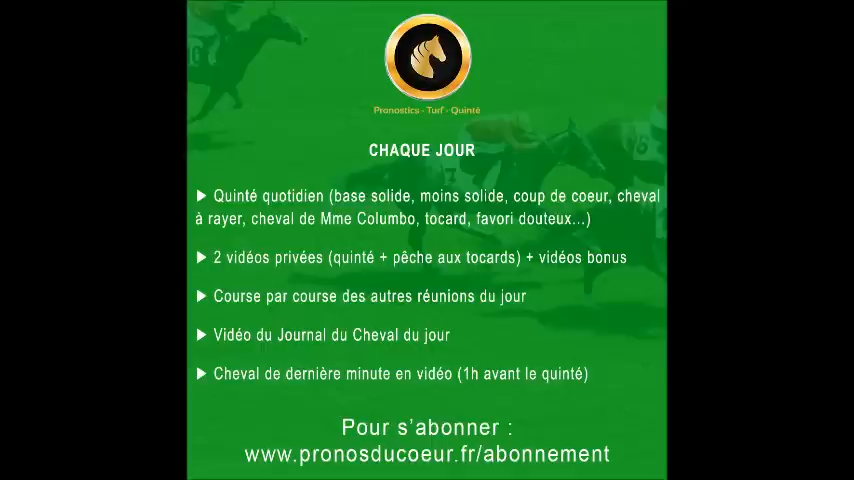 Pronostics - Turf - Quinté
CHAQUE JOUR
▶ Quinté quotidien (base solide, moins solide, coup de coeur, cheval
à rayer, cheval de Mme Columbo, tocard, favori douteux...)
▶ 2 vidéos privées (quinté + pêche aux tocards) + vidéos bonus
▶ Course par course des autres réunions du jour
▶ Vidéo du Journal du Cheval du jour
▶ Cheval de dernière minute en vidéo (1h avant le quinté)
Pour s'abonner :
www.pronosducoeur.fr/abonnement